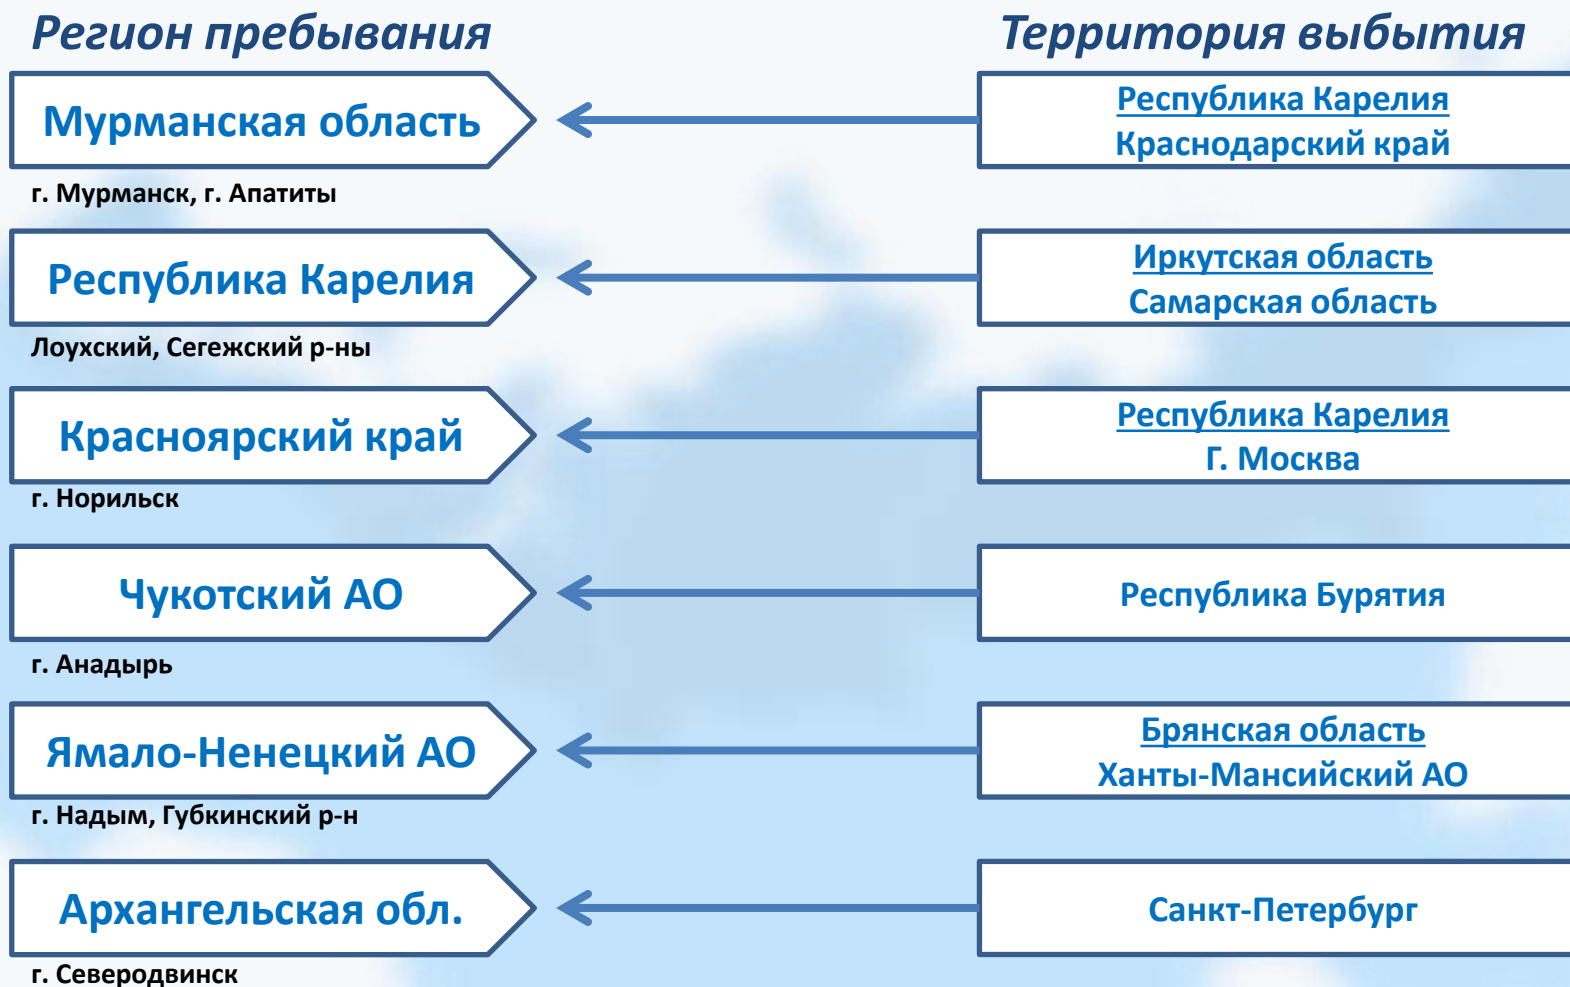 Регион пребывания
Территория выбытия
Мурманская область
Республика Карелия
Краснодарский край
г. Мурманск, г. Апатиты
Республика Карелия
Иркутская область
Самарская область
Лоухский, Сегежский р-ны
Красноярский край
Республика Карелия
Г. Москва
г. Норильск
Чукотский АО
Республика Бурятия
г. Анадырь
Ямало-Ненецкий АО
Брянская область
Ханты-Мансийский АО
г. Надым, Губкинский р-н
Архангельская обл.
Санкт-Петербург
г. Северодвинск